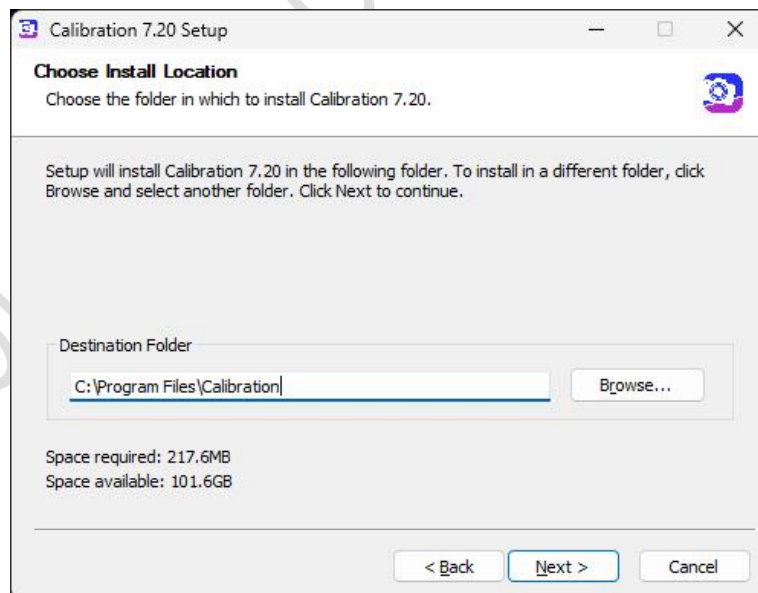 Calibration 7.20 Setup
Choose Install Location
Choose the folder in which to install Calibration 7.20.
Setup will install Calibration 7.20 in the following folder. To install in a different folder, click
Browse and select another folder. Click Next to continue.
Destination Folder
C:\Program Files\Calibration
Browse...
Space required: 217.6MB
Space available: 101.6GB
< Back
Next >
Cancel